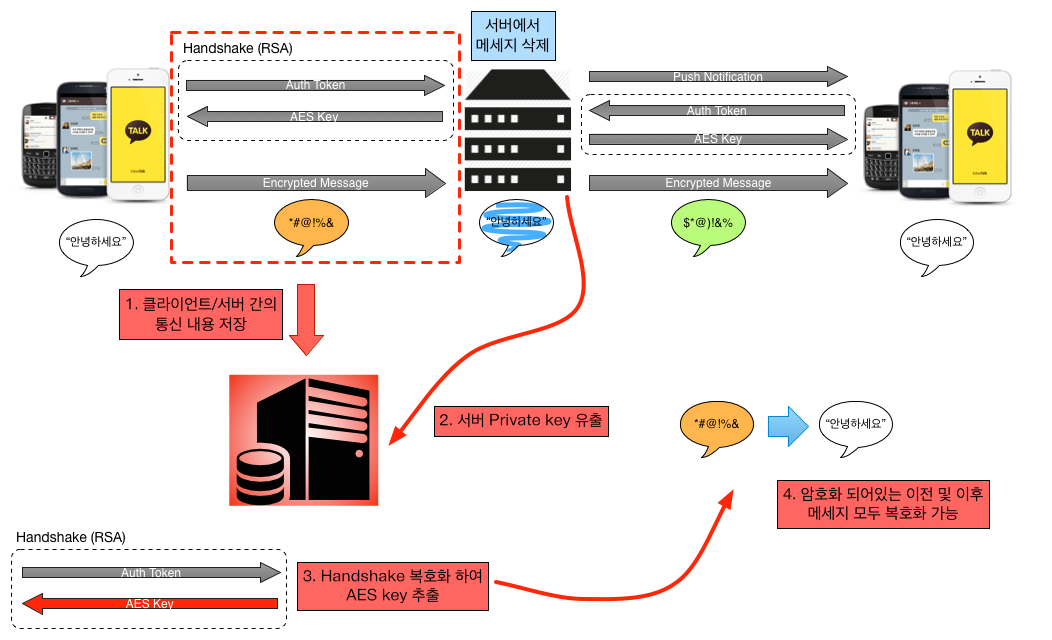 서버에서
메세지 삭제
Handshake (RSA)
Auth Token
AES Key
Encrypted Message
Push Notification
Auth Token
AES Key
Encrypted Message
TALK
TALK
"안녕하세요"
*#@!%&
"안녕하세요"
$*@)!&%
"안녕하세요"
1. 클라이언트/서버 간의
통신 내용 저장
2. 서버 Private key 유출
*#@!%&
"안녕하세요"
4. 암호화 되어있는 이전 및 이후
메세지 모두 복호화 가능
Handshake (RSA)
Auth Token
AES Key
3. Handshake 복호화 하여
AES key 추출